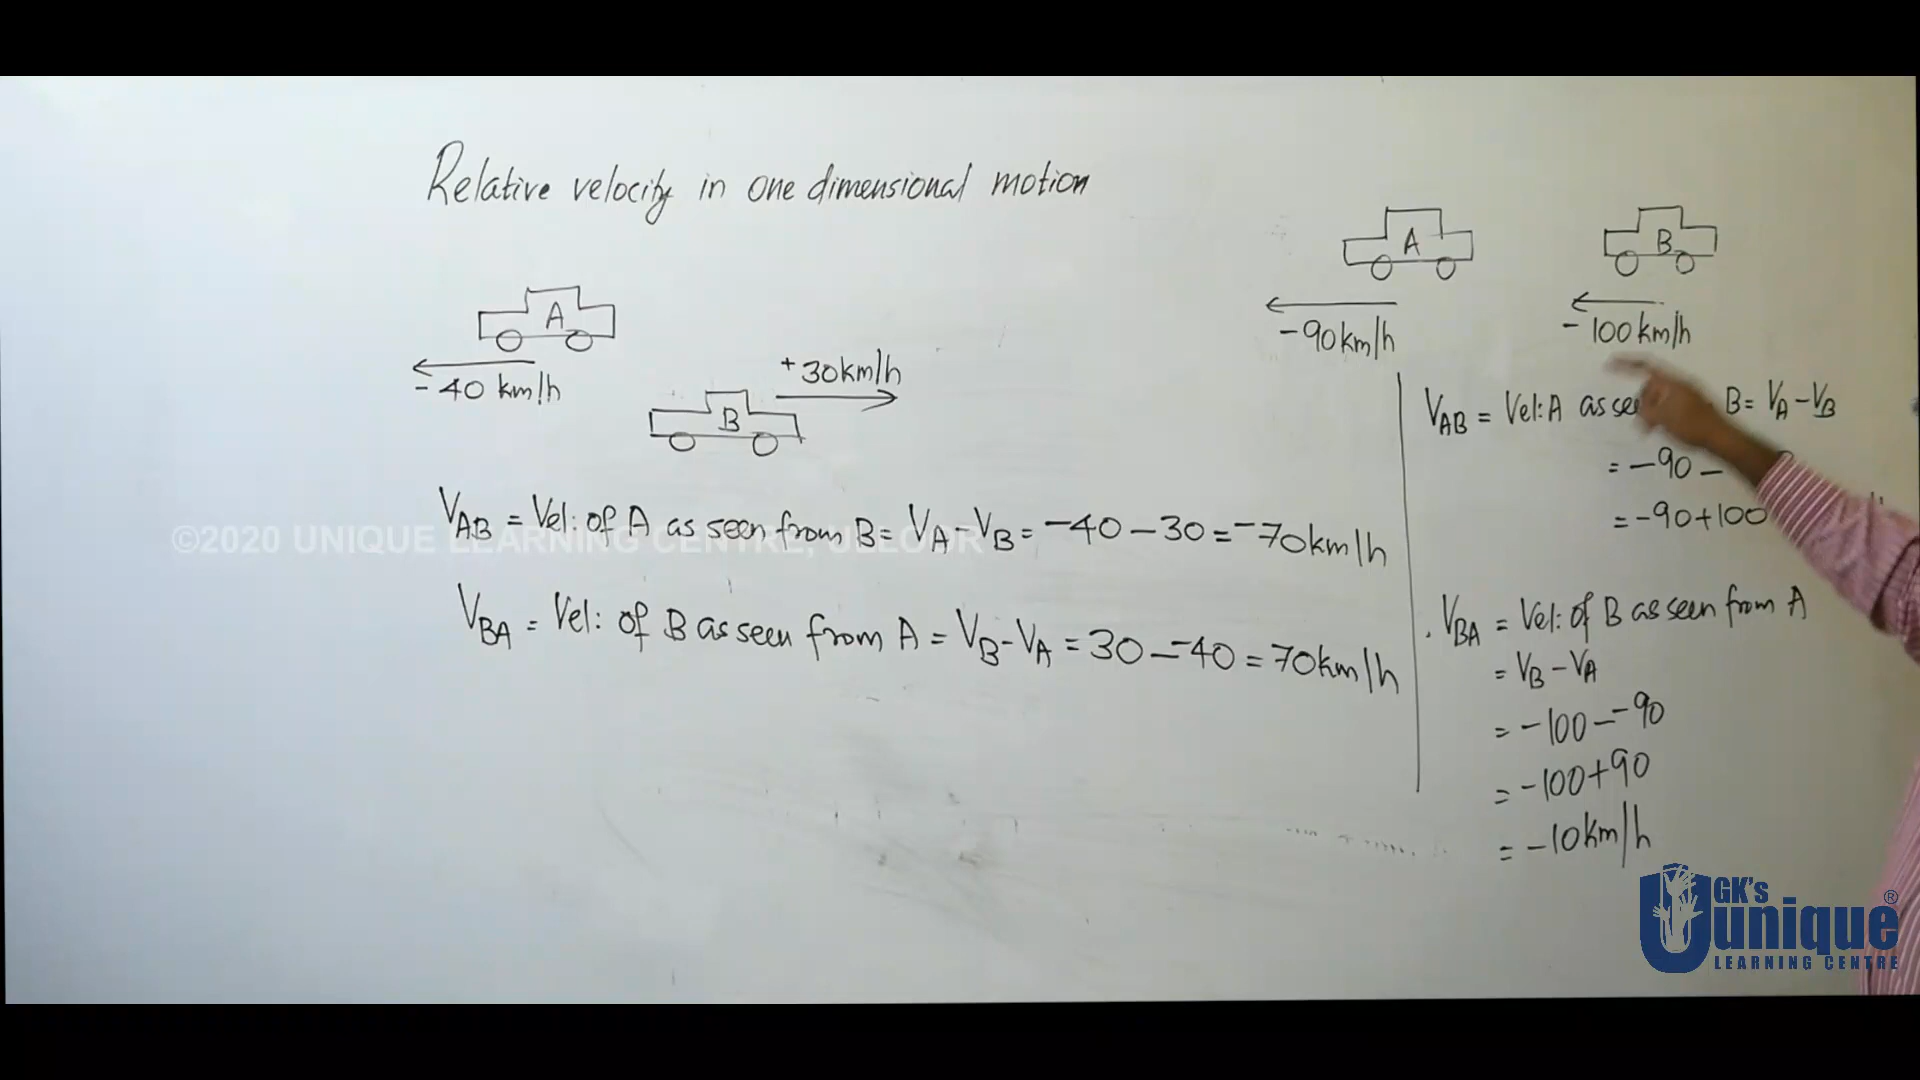 Relative velocity in one dimensional motion
A
- 40 km/h
+30km/h
B
VAB = Vel: of A as seen from B = VA-VB = -40-30 = -70km/h
VBA = Vel: of B as seen from A = VB-VA = 30--40 = 70km/h
A
B
-90km/h
- 100km/h
VAB = Vel: A as B = VA-VB
= -90-
= -90+100
VBA = Vel: of B as seen from A
= VB-VA
= -100--90
= -100+90
= -10km/h
©2020 UNIQUE LEARNING CENTRE,
GK's
unique®
LEARNING CENTRE